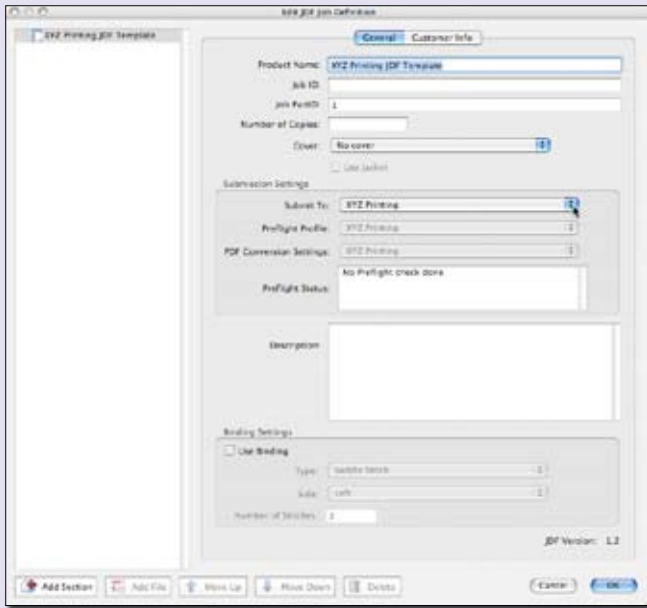 Edit JDF Job Definition
XYZ Printing JDF Template
General Customer Info
Product Name: XYZ Printing JDF Template
Job ID:
Job PartID: 1
Number of Copies:
Cover: No cover
Use Jacket
Submission Settings
Submit To: XYZ Printing
Preflight Profile: XYZ Printing
PDF Conversion Settings: XYZ Printing
Preflight Status: No Preflight check done
Description
Binding Settings
Use Binding
Type: Saddle Stitch
Side: Left
Number of Stitches: 2
JDF Version: 1.2
Add Section Add File Move Up Move Down Delete Cancel OK